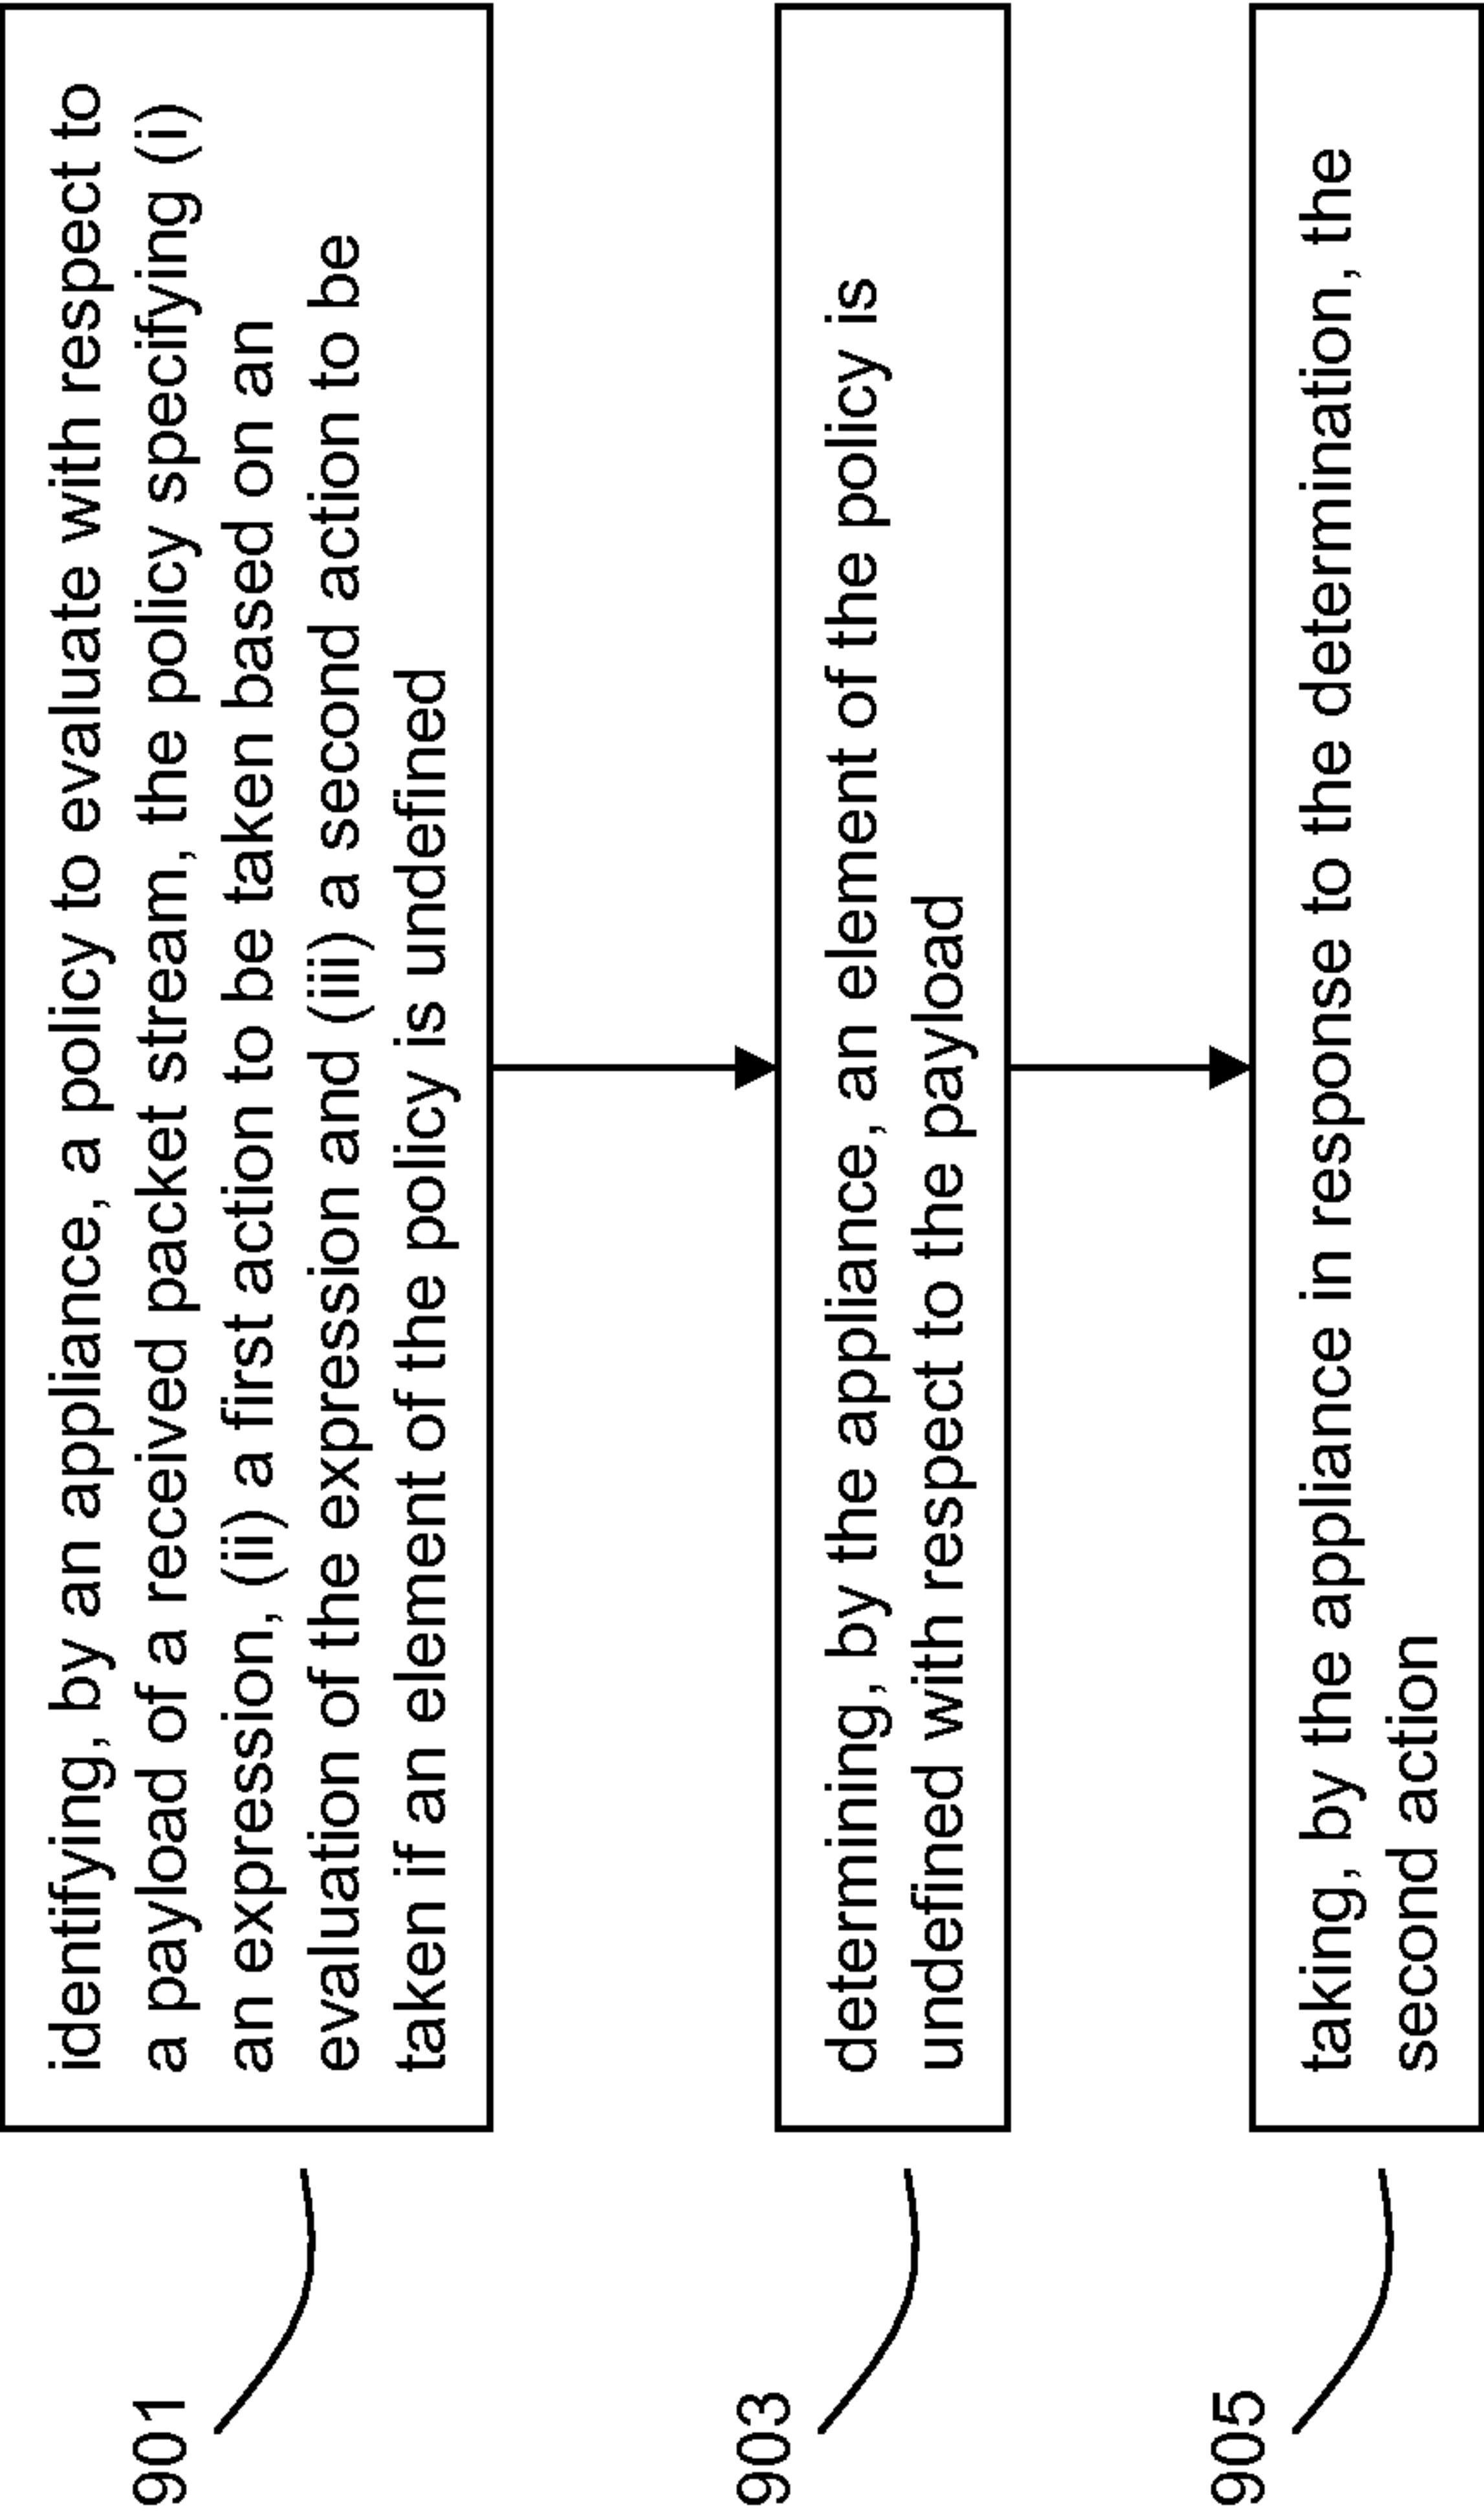 901
identifying, by an appliance, a policy to evaluate with respect to
a payload of a received packet stream, the policy specifying (i)
an expression, (ii) a first action to be taken based on an
evaluation of the expression and (iii) a second action to be
taken if an element of the policy is undefined
903
determining, by the appliance, an element of the policy is
undefined with respect to the payload
905
taking, by the appliance in response to the determination, the
second action